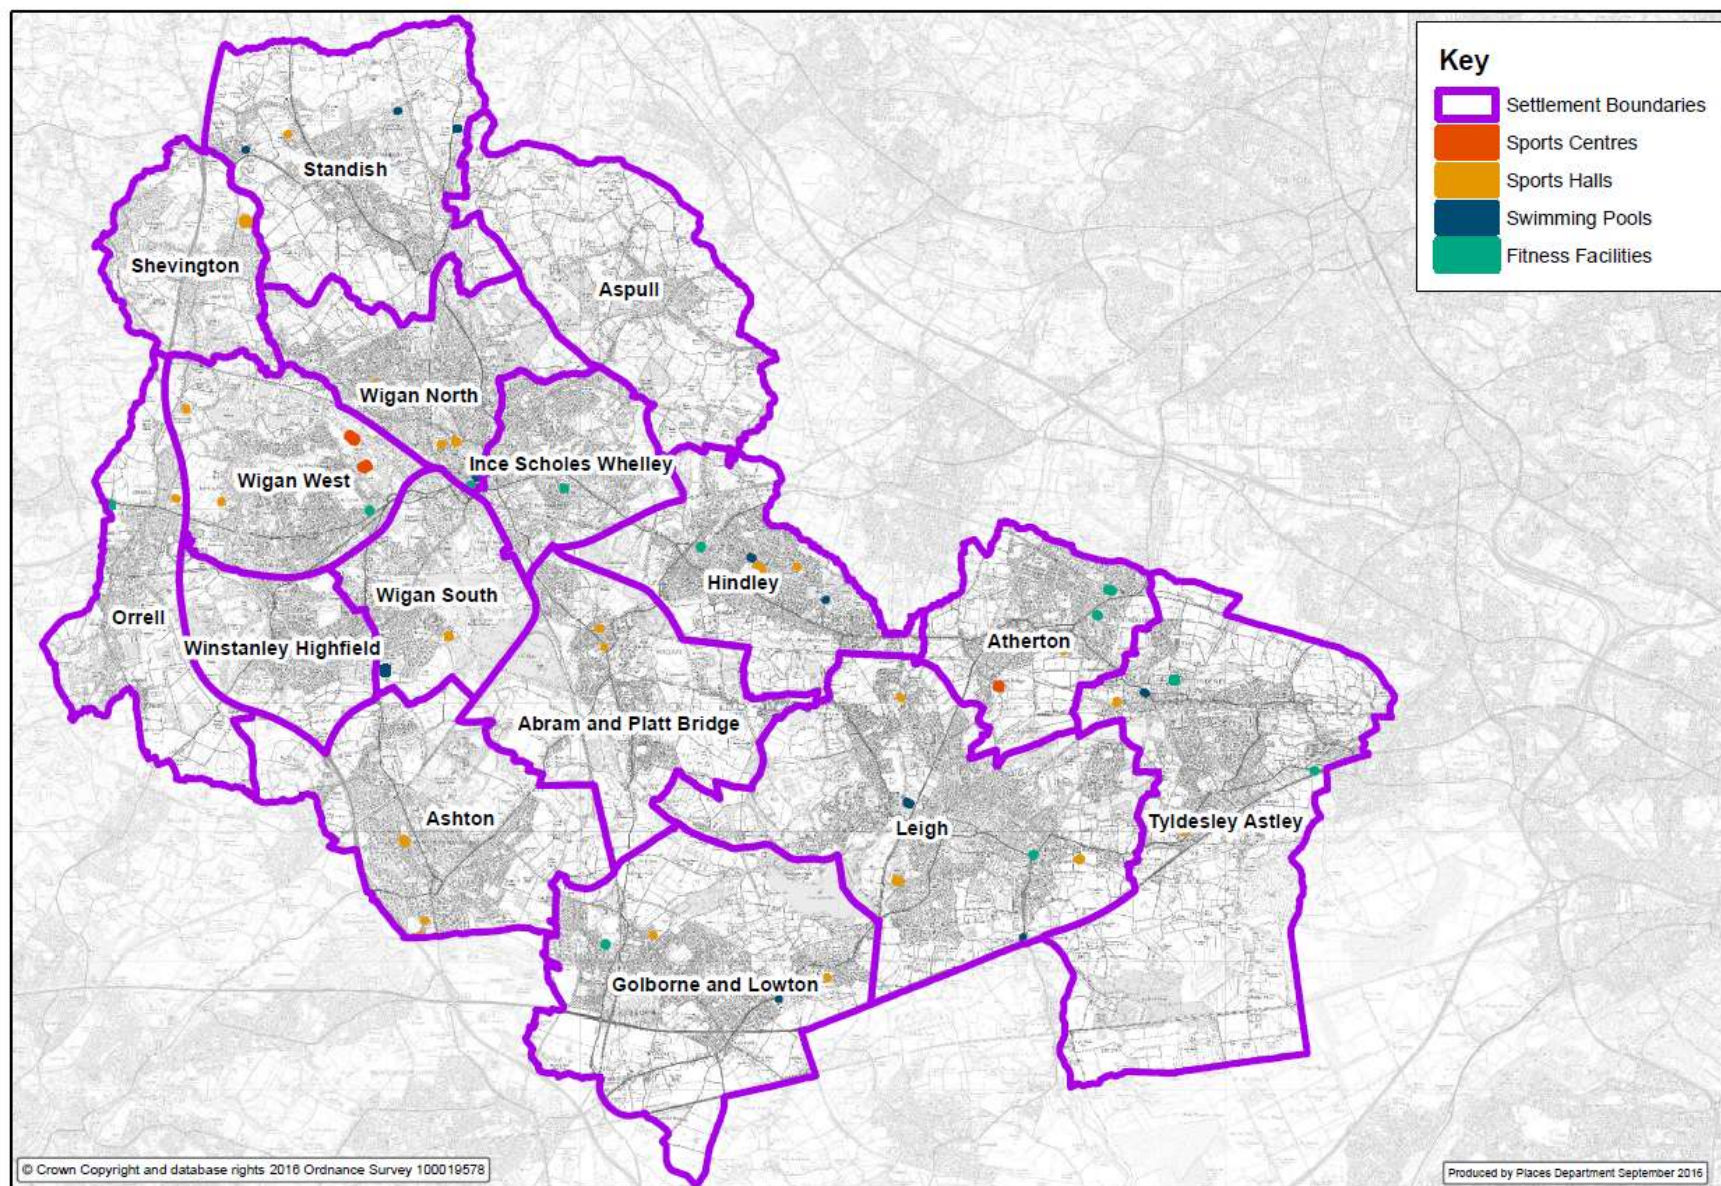 Key
Settlement Boundaries
Sports Centres
Sports Halls
Swimming Pools
Fitness Facilities
Standish
Shevington
Aspull
Wigan North
Ince Scholes Whelley
Wigan West
Hindley
Wigan South
Orrell
Atherton
Winstanley Highfield
Abram and Platt Bridge
Ashton
Leigh
Tyldesley Astley
Golborne and Lowton
© Crown Copyright and database rights 2016 Ordnance Survey 100019578
Produced by Places Department September 2016